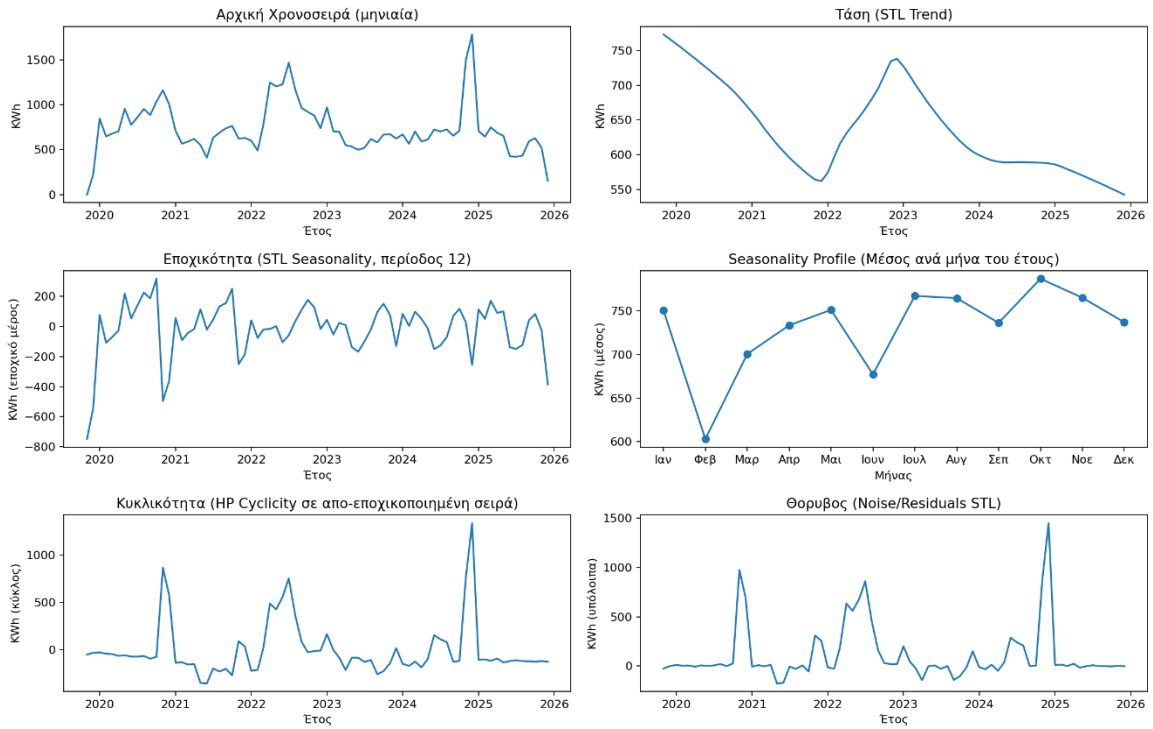 Αρχική Χρονοσειρά (μηνιαία)
KWh
1500
1000
500
0
2020 2021 2022 2023 2024 2025 2026
Έτος
Τάση (STL Trend)
KWh
750
700
650
600
550
2020 2021 2022 2023 2024 2025 2026
Έτος
Εποχικότητα (STL Seasonality, περίοδος 12)
KWh (εποχικό μέρος)
200
0
−200
−400
−600
−800
2020 2021 2022 2023 2024 2025 2026
Έτος
Seasonality Profile (Μέσος ανά μήνα του έτους)
KWh (μέσος)
750
700
650
600
Ιαν Φεβ Μαρ Απρ Μαι Ιουν Ιουλ Αυγ Σεπ Οκτ Νοε Δεκ
Μήνας
Κυκλικότητα (HP Cyclicity σε απο-εποχικοποιημένη σειρά)
KWh (κύκλος)
1000
500
0
2020 2021 2022 2023 2024 2025 2026
Έτος
Θορυβος (Noise/Residuals STL)
KWh (υπόλοιπα)
1500
1000
500
0
2020 2021 2022 2023 2024 2025 2026
Έτος